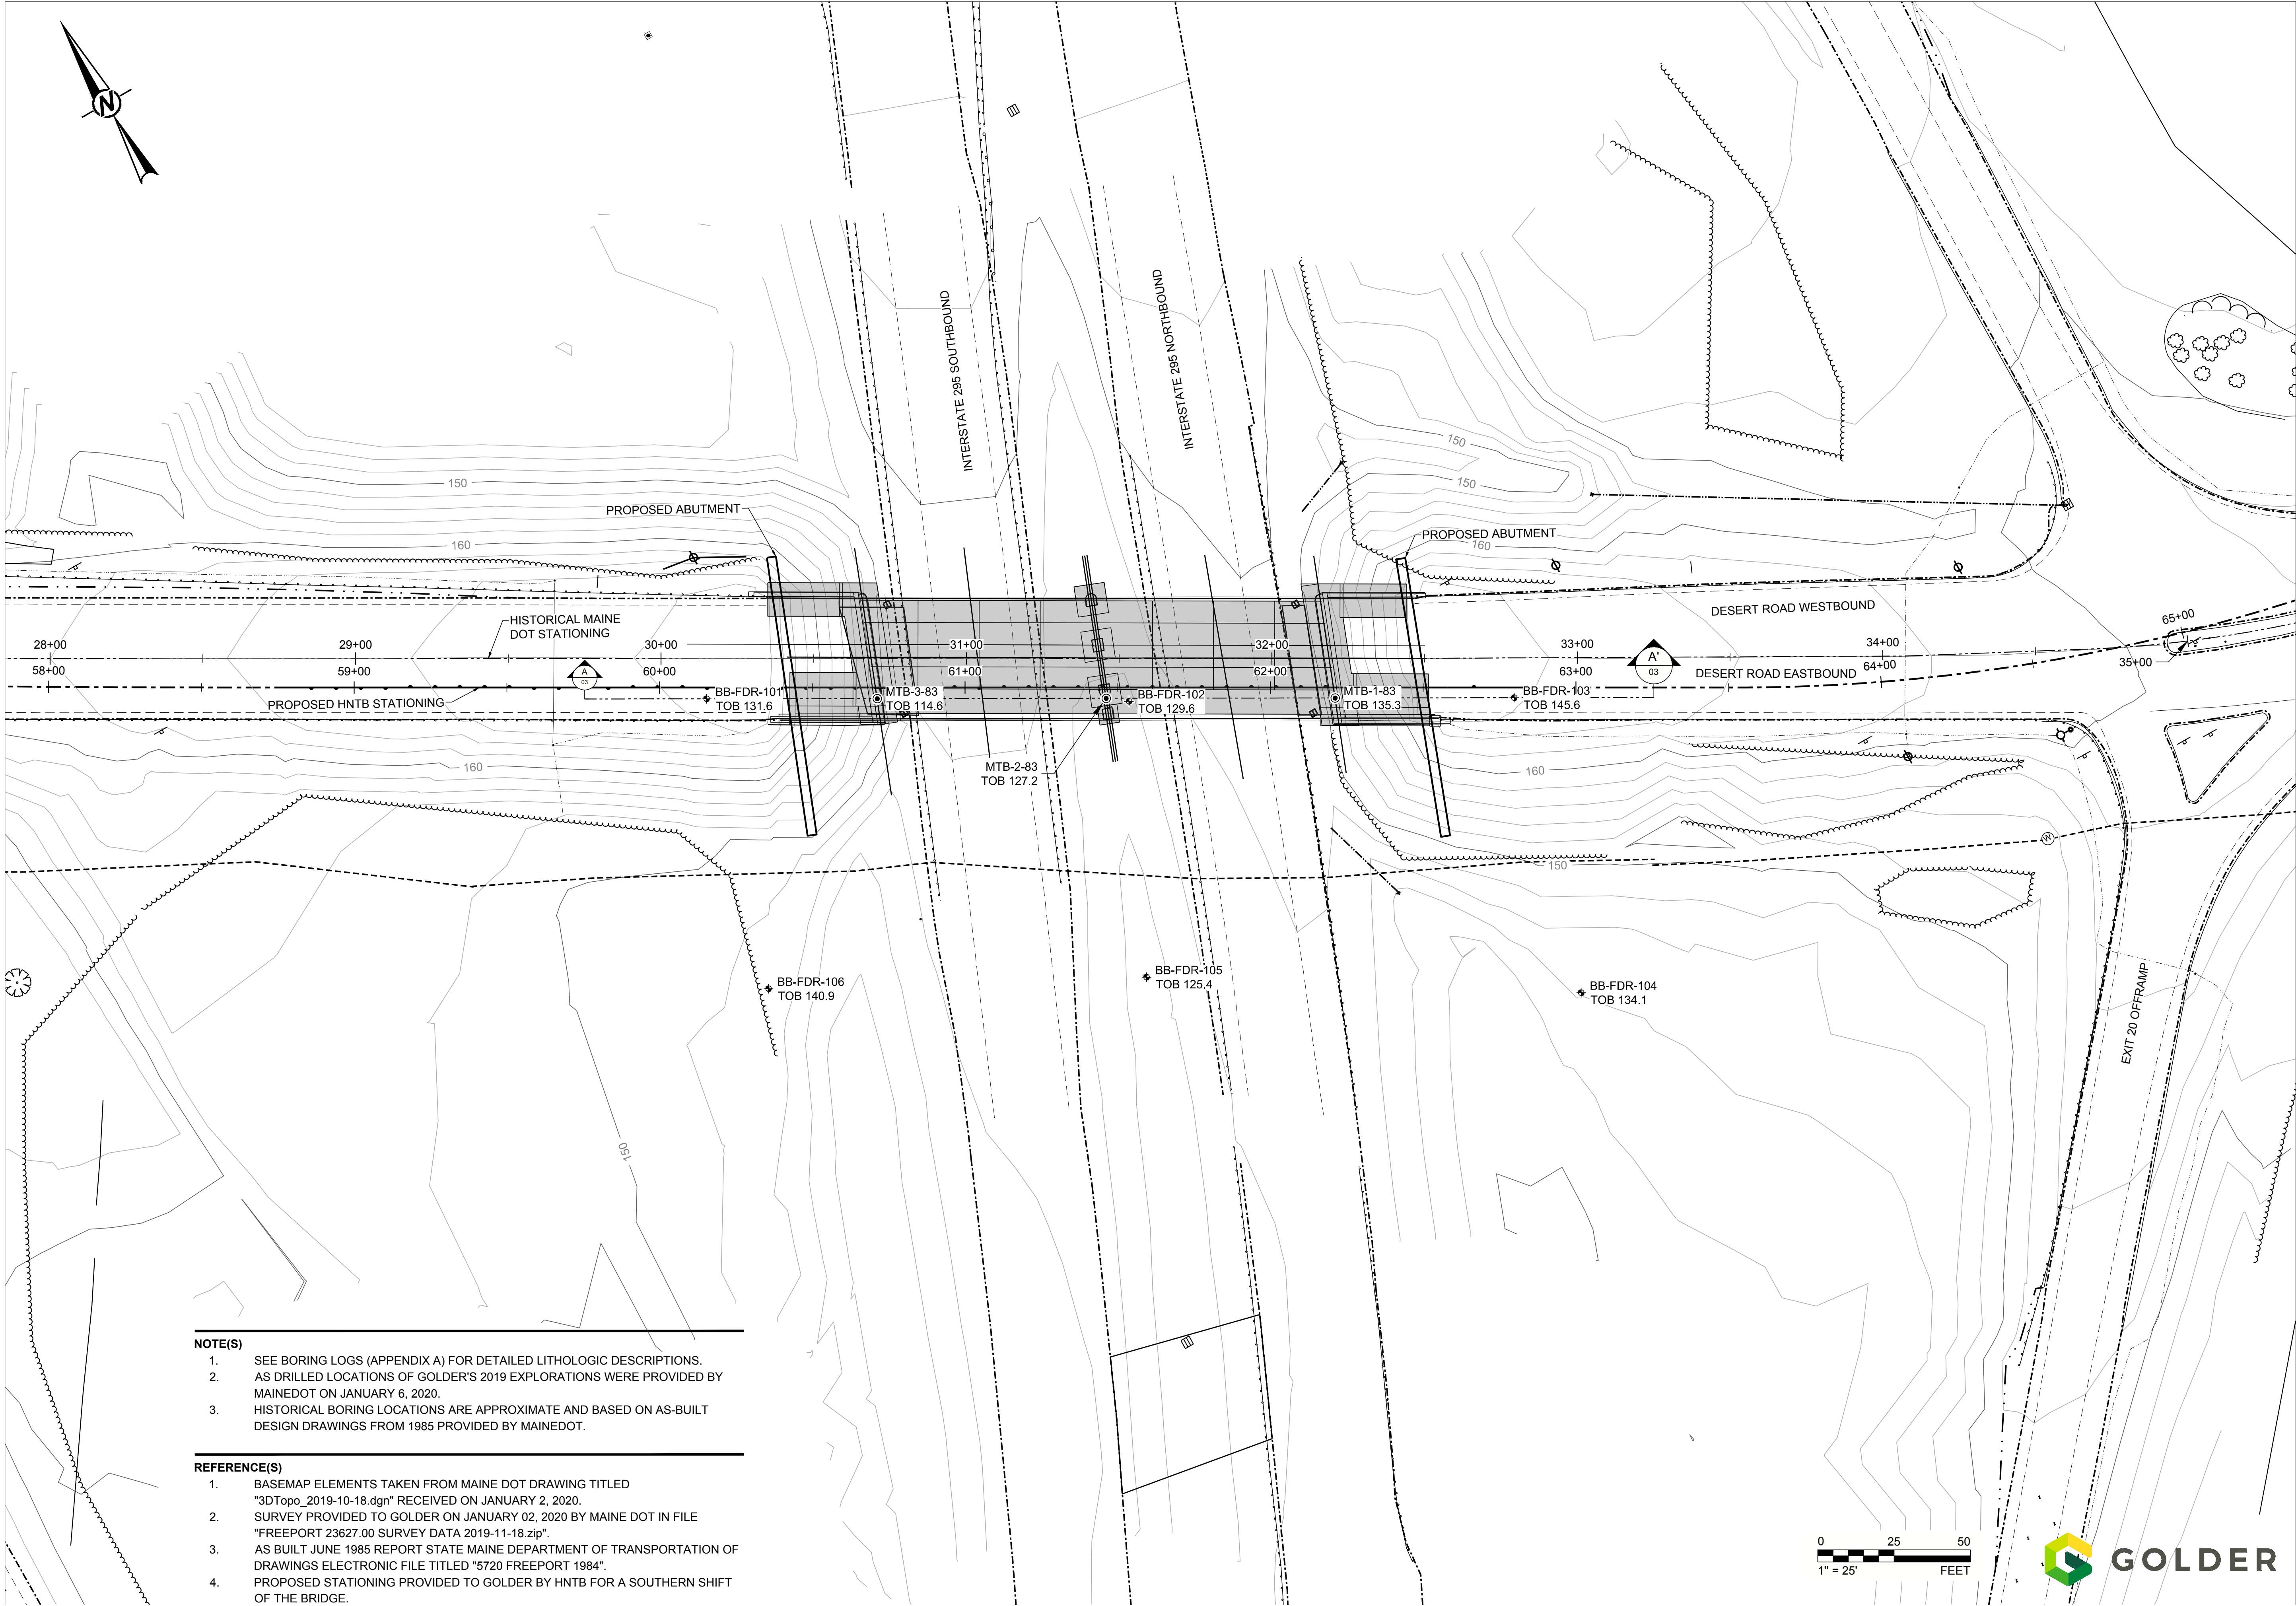 N
INTERSTATE 295 SOUTHBOUND
INTERSTATE 295 NORTHBOUND
150
150
150
PROPOSED ABUTMENT
PROPOSED ABUTMENT
160
160
HISTORICAL MAINE
DOT STATIONING
DESERT ROAD WESTBOUND
28+00
29+00
30+00
31+00
32+00
33+00
34+00
65+00
58+00
59+00
60+00
61+00
62+00
63+00
64+00
35+00
A
03
A'
03
DESERT ROAD EASTBOUND
PROPOSED HNTB STATIONING
BB-FDR-101
TOB 131.6
MTB-3-83
TOB 114.6
BB-FDR-102
TOB 129.6
MTB-1-83
TOB 135.3
BB-FDR-103
TOB 145.6
MTB-2-83
TOB 127.2
160
160
W
150
BB-FDR-106
TOB 140.9
BB-FDR-105
TOB 125.4
BB-FDR-104
TOB 134.1
EXIT 20 OFFRAMP
150
NOTE(S)
1. SEE BORING LOGS (APPENDIX A) FOR DETAILED LITHOLOGIC DESCRIPTIONS.
2. AS DRILLED LOCATIONS OF GOLDER'S 2019 EXPLORATIONS WERE PROVIDED BY
MAINEDOT ON JANUARY 6, 2020.
3. HISTORICAL BORING LOCATIONS ARE APPROXIMATE AND BASED ON AS-BUILT
DESIGN DRAWINGS FROM 1985 PROVIDED BY MAINEDOT.
REFERENCE(S)
1. BASEMAP ELEMENTS TAKEN FROM MAINE DOT DRAWING TITLED
"3DTopo_2019-10-18.dgn" RECEIVED ON JANUARY 2, 2020.
2. SURVEY PROVIDED TO GOLDER ON JANUARY 02, 2020 BY MAINE DOT IN FILE
"FREEPORT 23627.00 SURVEY DATA 2019-11-18.zip".
3. AS BUILT JUNE 1985 REPORT STATE MAINE DEPARTMENT OF TRANSPORTATION OF
DRAWINGS ELECTRONIC FILE TITLED "5720 FREEPORT 1984".
4. PROPOSED STATIONING PROVIDED TO GOLDER BY HNTB FOR A SOUTHERN SHIFT
OF THE BRIDGE.
0 25 50
1" = 25' FEET
GOLDER